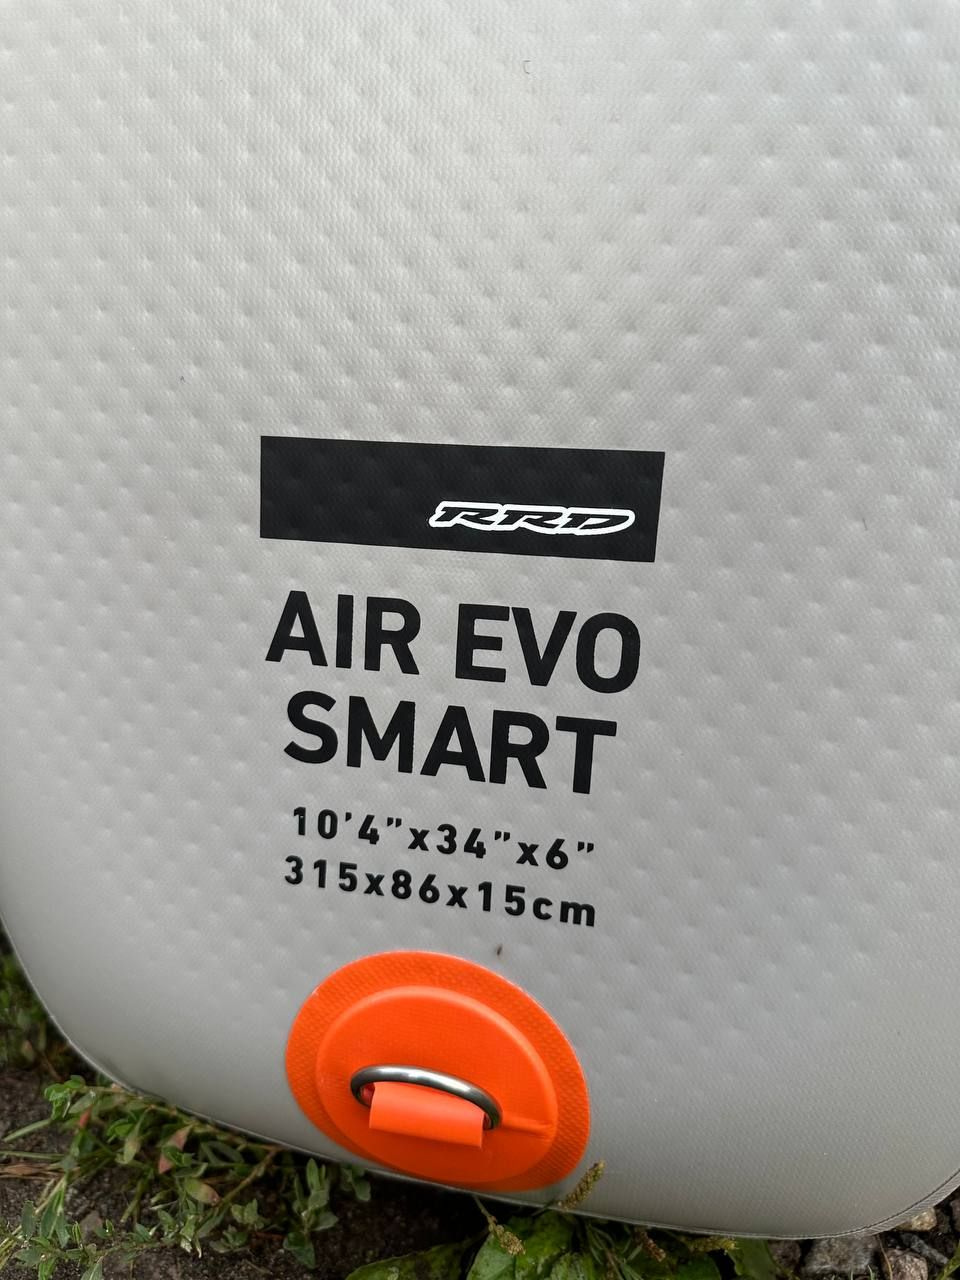 RRD
AIR EVO
SMART
10’4”x34”x6”
315x86x15cm